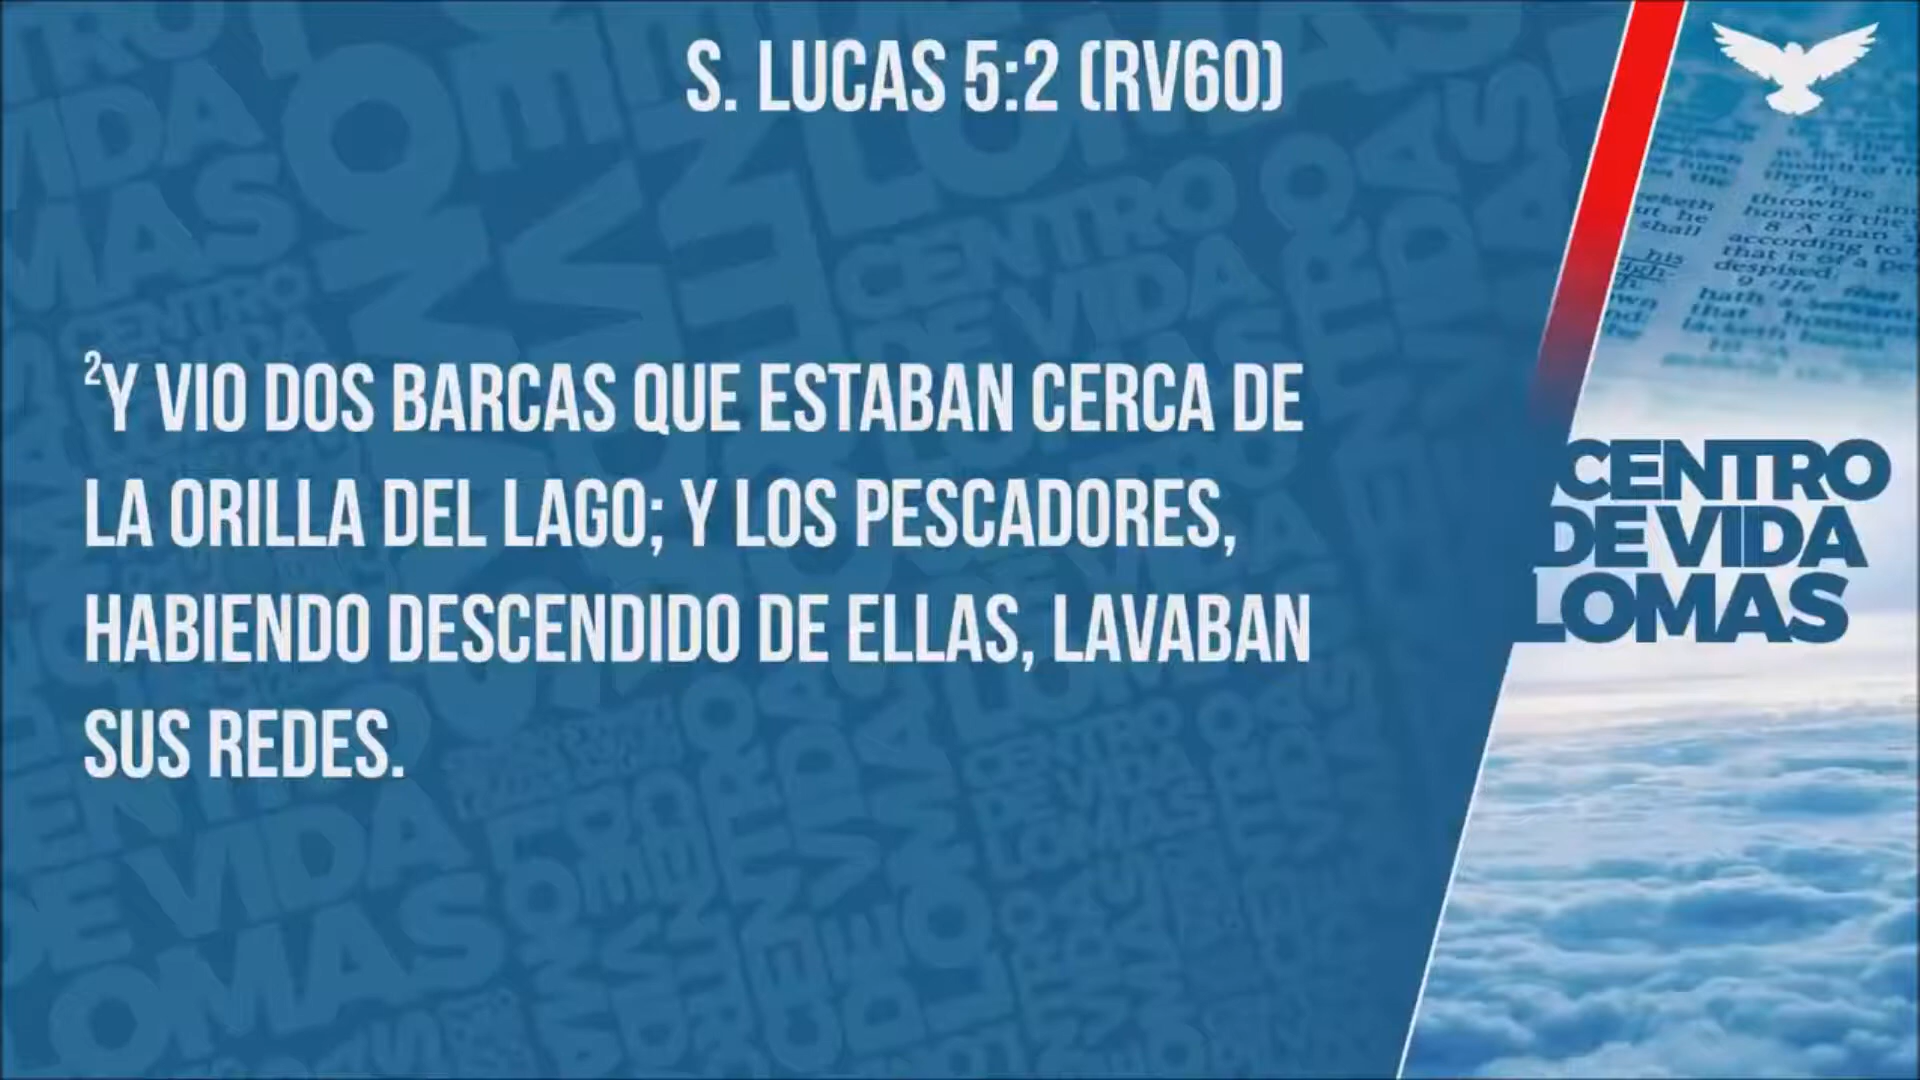 S. LUCAS 5:2 (RV60)
²Y VIO DOS BARCAS QUE ESTABAN CERCA DE
LA ORILLA DEL LAGO; Y LOS PESCADORES,
HABIENDO DESCENDIDO DE ELLAS, LAVABAN
SUS REDES.
CENTRO
DE VIDA
LOMAS